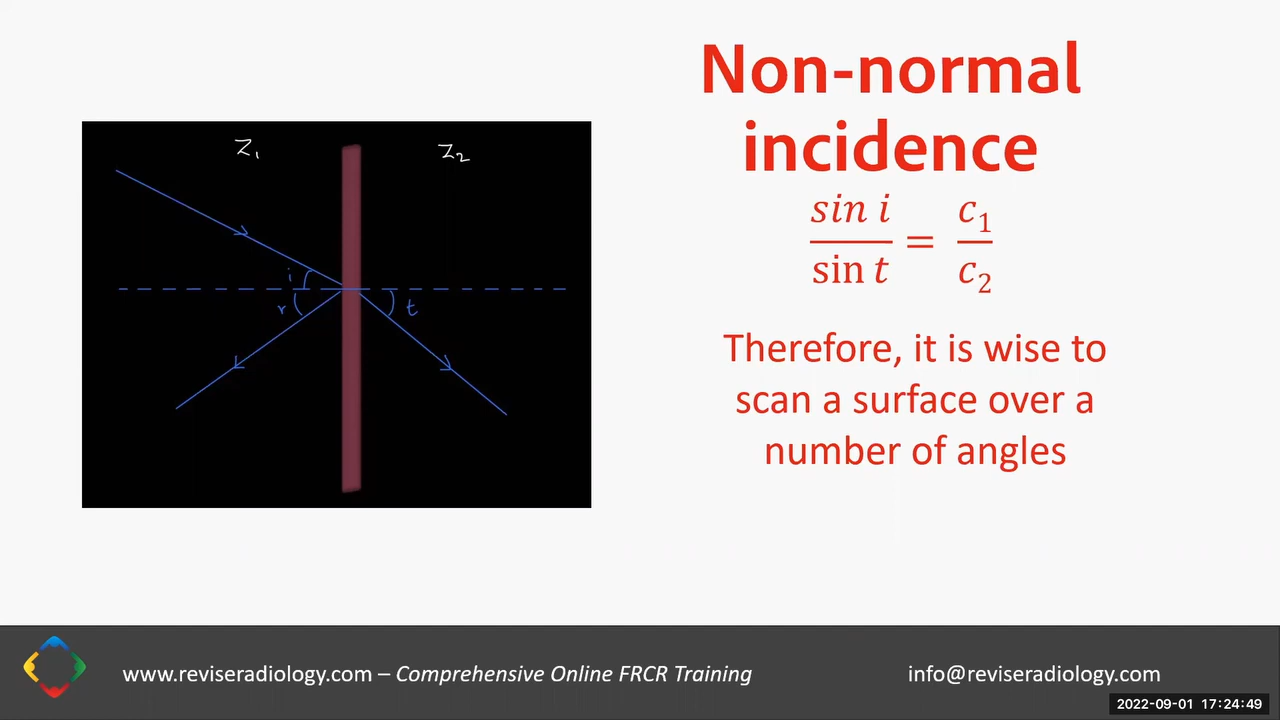 Non-normal
incidence
sin i / sin t = c₁ / c₂
Therefore, it is wise to
scan a surface over a
number of angles
Z₁
Z₂
i
r
t
www.reviseradiology.com – Comprehensive Online FRCR Training
info@reviseradiology.com
2022-09-01 17:24:49